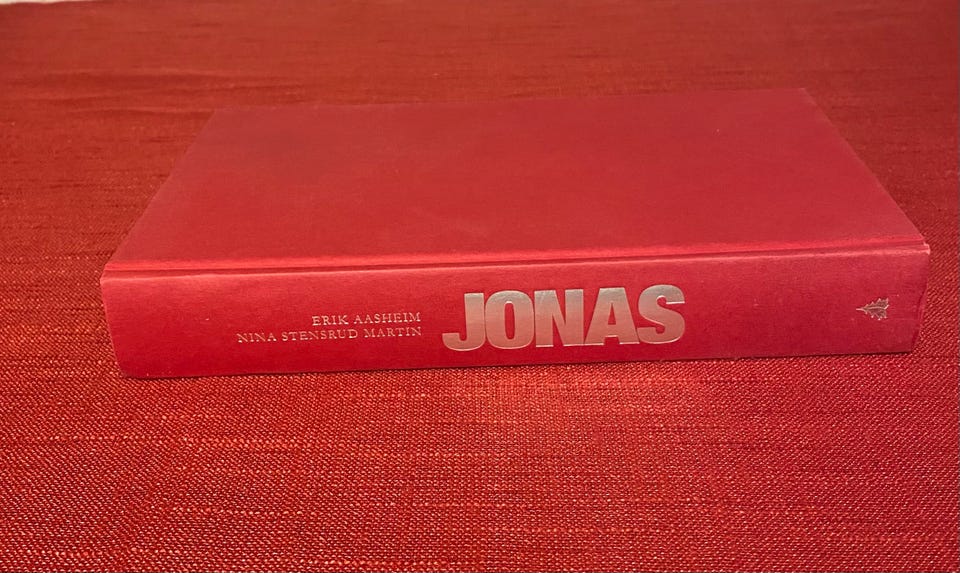 ERIK AASHEIM
NINA STENSRUD MARTIN
JONAS